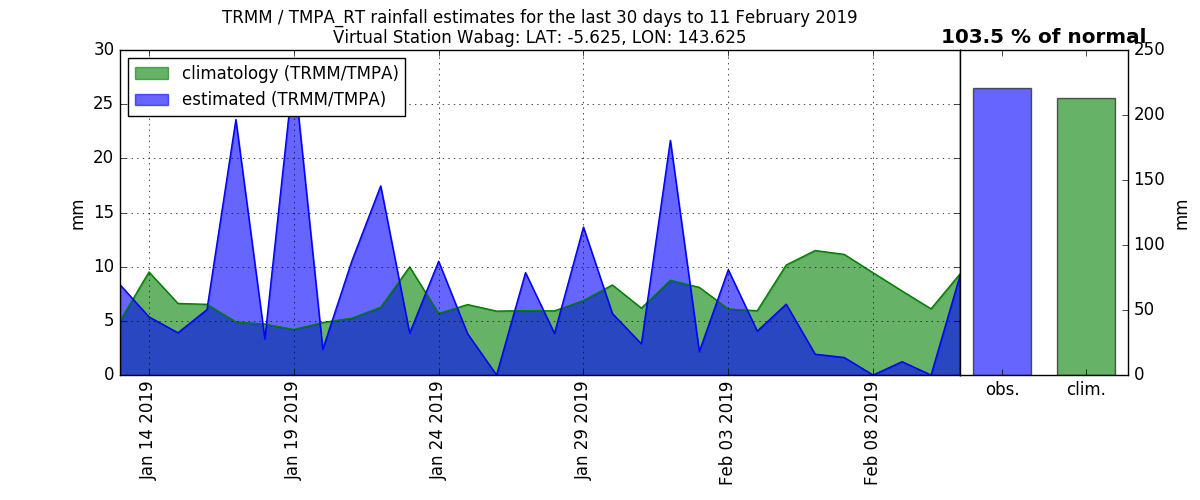 TRMM / TMPA_RT rainfall estimates for the last 30 days to 11 February 2019
Virtual Station Wabag: LAT: -5.625, LON: 143.625
103.5 % of normal
climatology (TRMM/TMPA)
estimated (TRMM/TMPA)
30
25
20
15
10
5
0
mm
Jan 14 2019
Jan 19 2019
Jan 24 2019
Jan 29 2019
Feb 03 2019
Feb 08 2019
250
200
150
100
50
0
mm
obs.
clim.